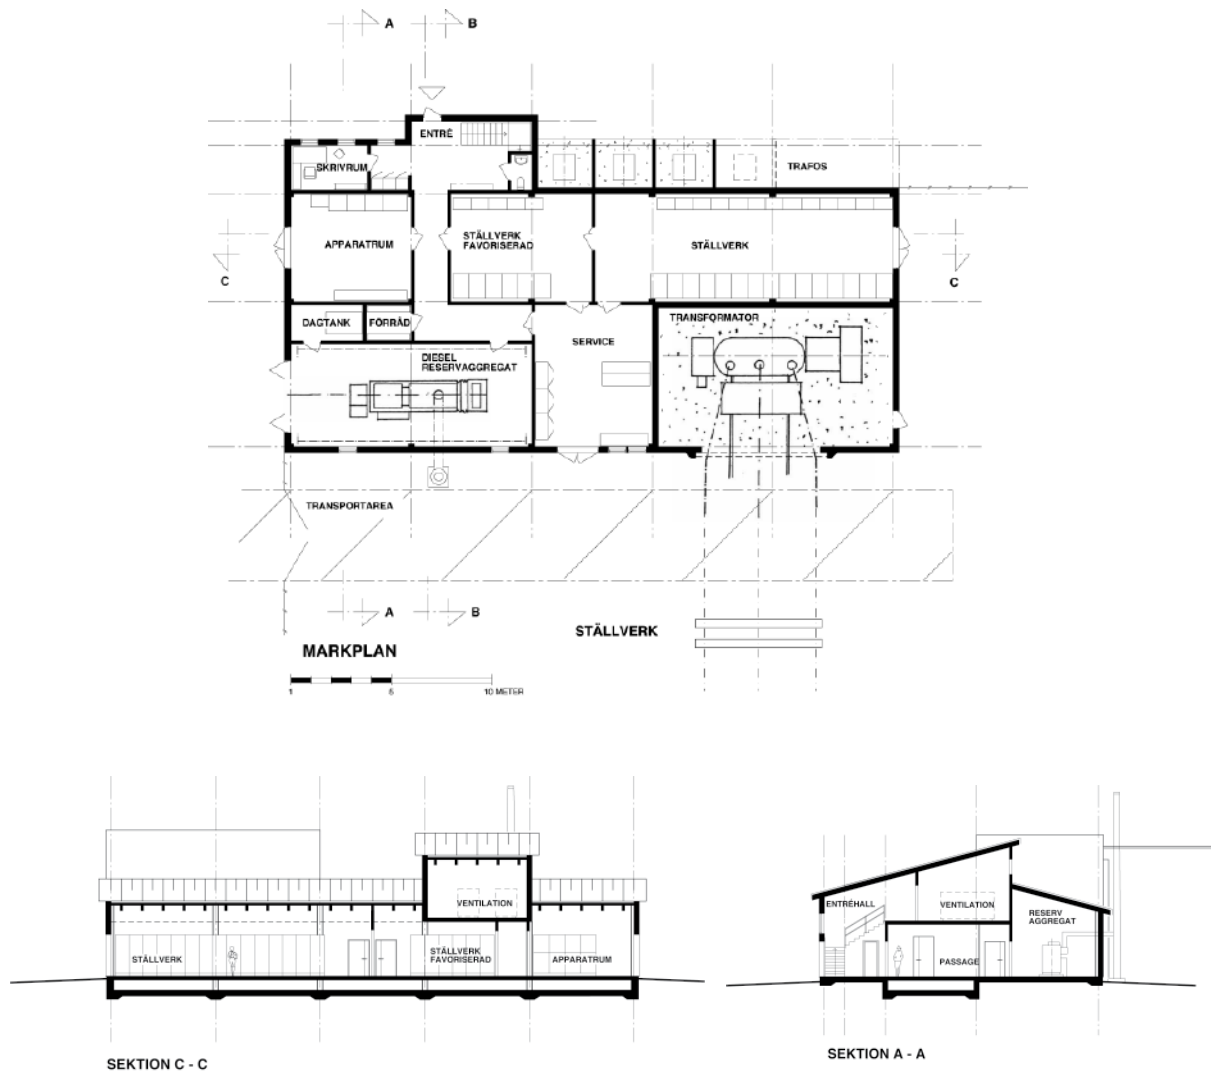 A
B
ENTRÉ
SKRIVRUM
TRAFOS
APPARATRUM
STÄLLVERK
FAVORISERAD
STÄLLVERK
C
C
DAGTANK
FÖRRÅD
SERVICE
TRANSFORMATOR
DIESEL
RESERVAGGREGAT
TRANSPORTAREA
A
B
STÄLLVERK
MARKPLAN
1
5
10 METER
VENTILATION
STÄLLVERK
STÄLLVERK
FAVORISERAD
APPARATRUM
SEKTION C - C
ENTRÉHALL
VENTILATION
RESERV
AGGREGAT
PASSAGE
SEKTION A - A